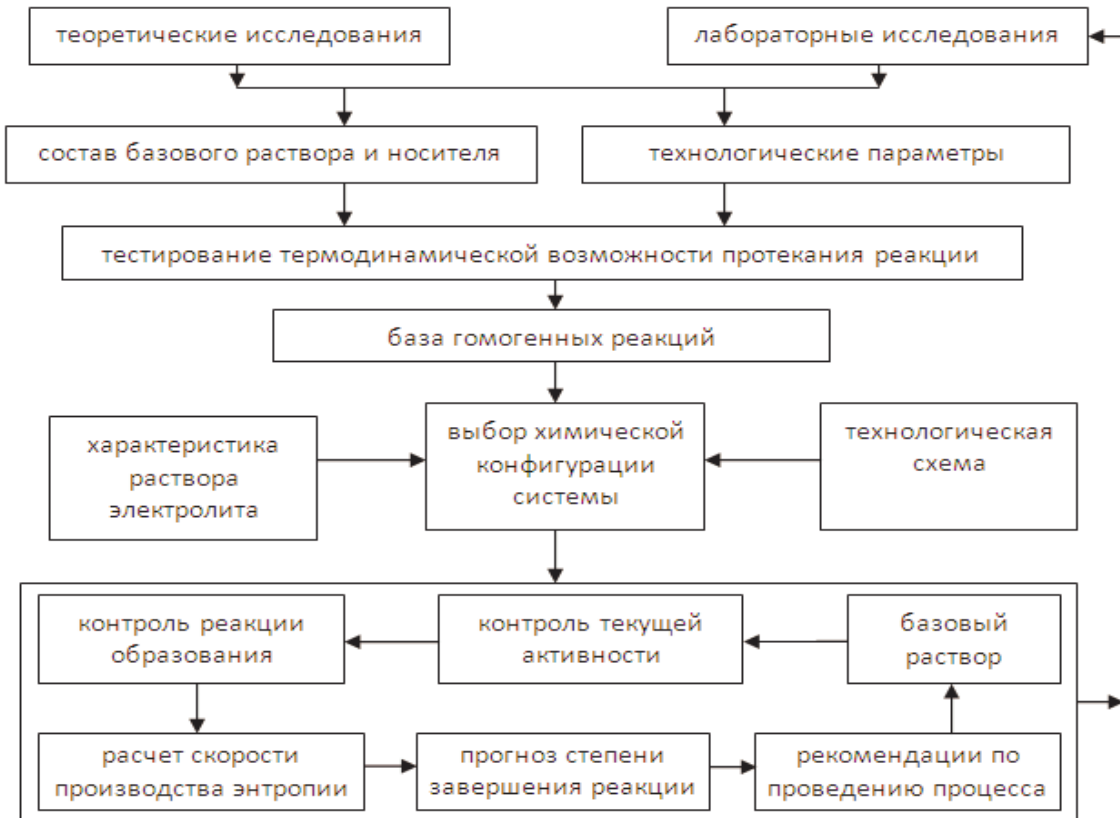 теоретические исследования
лабораторные исследования
состав базового раствора и носителя
технологические параметры
тестирование термодинамической возможности протекания реакции
база гомогенных реакций
характеристика
раствора
электролита
выбор химической
конфигурации
системы
технологическая
схема
контроль реакции
образования
контроль текущей
активности
базовый
раствор
расчет скорости
производства энтропии
прогноз степени
завершения реакции
рекомендации по
проведению процесса